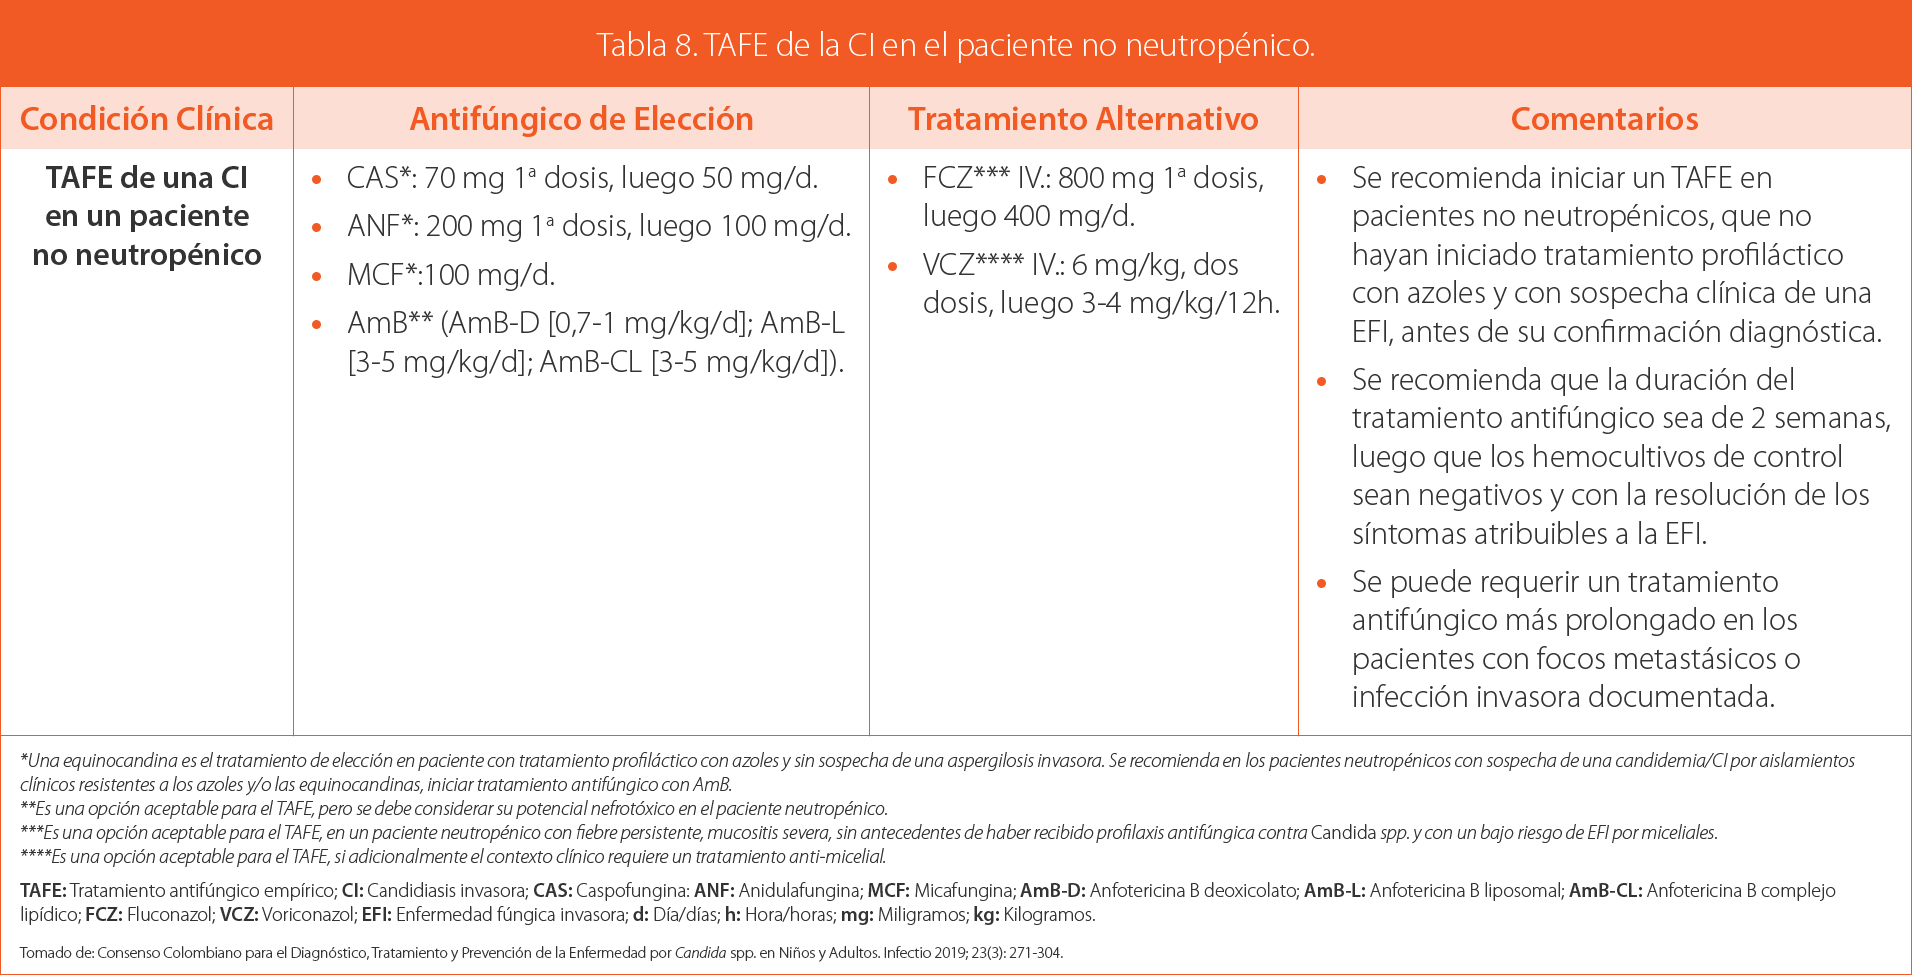 Tabla 8. TAFE de la CI en el paciente no neutropénico.
Condición Clínica
Antifúngico de Elección
Tratamiento Alternativo
Comentarios
TAFE de una CI
en un paciente
no neutropénico
• CAS*: 70 mg 1ª dosis, luego 50 mg/d.
• ANF*: 200 mg 1ª dosis, luego 100 mg/d.
• MCF*:100 mg/d.
• AmB** (AmB-D [0,7-1 mg/kg/d]; AmB-L
[3-5 mg/kg/d]; AmB-CL [3-5 mg/kg/d]).
• FCZ*** IV.: 800 mg 1ª dosis,
luego 400 mg/d.
• VCZ**** IV.: 6 mg/kg, dos
dosis, luego 3-4 mg/kg/12h.
• Se recomienda iniciar un TAFE en
pacientes no neutropénicos, que no
hayan iniciado tratamiento profiláctico
con azoles y con sospecha clínica de una
EFI, antes de su confirmación diagnóstica.
• Se recomienda que la duración del
tratamiento antifúngico sea de 2 semanas,
luego que los hemocultivos de control
sean negativos y con la resolución de los
síntomas atribuibles a la EFI.
• Se puede requerir un tratamiento
antifúngico más prolongado en los
pacientes con focos metastásicos o
infección invasora documentada.
*Una equinocandina es el tratamiento de elección en paciente con tratamiento profiláctico con azoles y sin sospecha de una aspergilosis invasora. Se recomienda en los pacientes neutropénicos con sospecha de una candidemia/CI por aislamientos
clínicos resistentes a los azoles y/o las equinocandinas, iniciar tratamiento antifúngico con AmB.
**Es una opción aceptable para el TAFE, pero se debe considerar su potencial nefrotóxico en el paciente neutropénico.
***Es una opción aceptable para el TAFE, en un paciente neutropénico con fiebre persistente, mucositis severa, sin antecedentes de haber recibido profilaxis antifúngica contra Candida spp. y con un bajo riesgo de EFI por miceliales.
****Es una opción aceptable para el TAFE, si adicionalmente el contexto clínico requiere un tratamiento anti-micelial.
TAFE: Tratamiento antifúngico empírico; CI: Candidiasis invasora; CAS: Caspofungina: ANF: Anidulafungina; MCF: Micafungina; AmB-D: Anfotericina B deoxicolato; AmB-L: Anfotericina B liposomal; AmB-CL: Anfotericina B complejo
lipídico; FCZ: Fluconazol; VCZ: Voriconazol; EFI: Enfermedad fúngica invasora; d: Día/días; h: Hora/horas; mg: Miligramos; kg: Kilogramos.
Tomado de: Consenso Colombiano para el Diagnóstico, Tratamiento y Prevención de la Enfermedad por Candida spp. en Niños y Adultos. Infectio 2019; 23(3): 271-304.